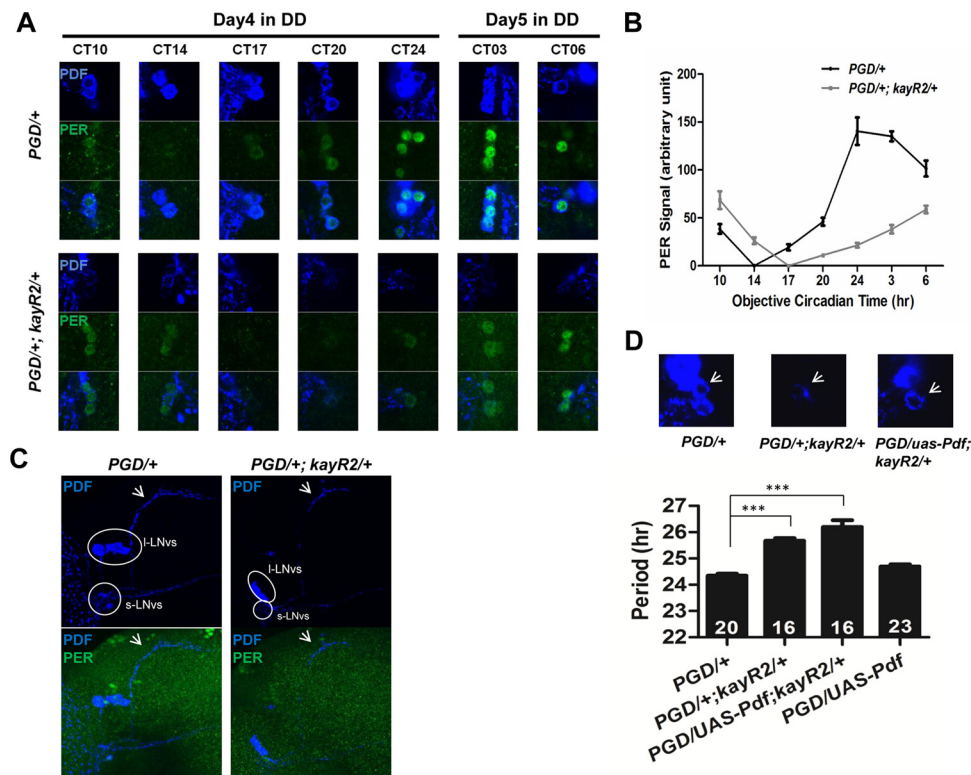 A
Day4 in DD
Day5 in DD
CT10 CT14 CT17 CT20 CT24 CT03 CT06
PGD/+
PDF
PER
PGD/+; kayR2/+
PDF
PER
B
PER Signal (arbitrary unit)
200
150
100
50
0
PGD/+
PGD/+; kayR2/+
10 14 17 20 24 3 6
Objective Circadian Time (hr)
C
PGD/+
PGD/+; kayR2/+
PDF
PDF
l-LNvs
s-LNvs
l-LNvs
s-LNvs
PDF
PER
PDF
PER
D
PGD/+
PGD/+;kayR2/+
PGD/uas-Pdf;
kayR2/+
Period (hr)
27
26
25
24
23
22
***
***
20 16 16 23
PGD/+
PGD/+;kayR2/+
PGD/UAS-Pdf;kayR2/+
PGD/UAS-Pdf